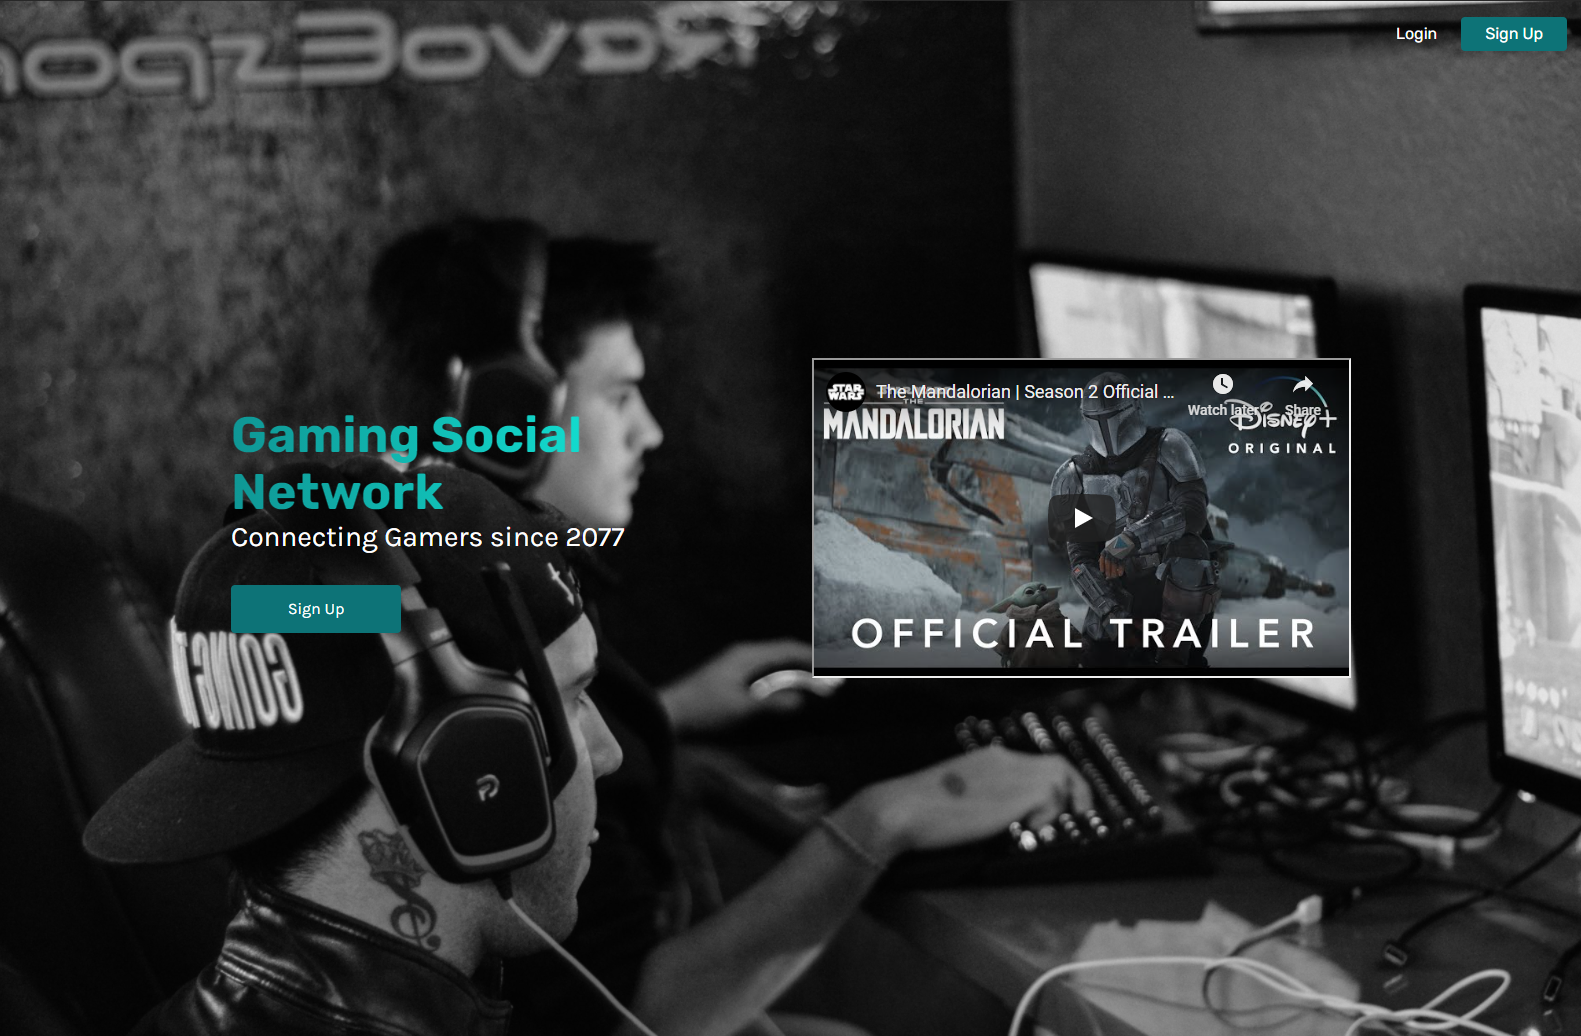 Login
Sign Up
Gaming Social
Network
Connecting Gamers since 2077
Sign Up
STAR
WARS
The Mandalorian | Season 2 Official ...
Watch later
Share
THE
MANDALORIAN
Disney+
ORIGINAL
OFFICIAL TRAILER